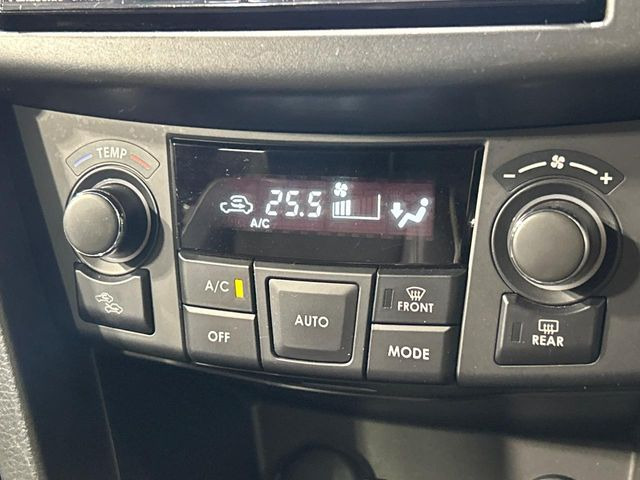 TEMP
- +
25.5
A/C
A/C
AUTO
FRONT
OFF
MODE
REAR